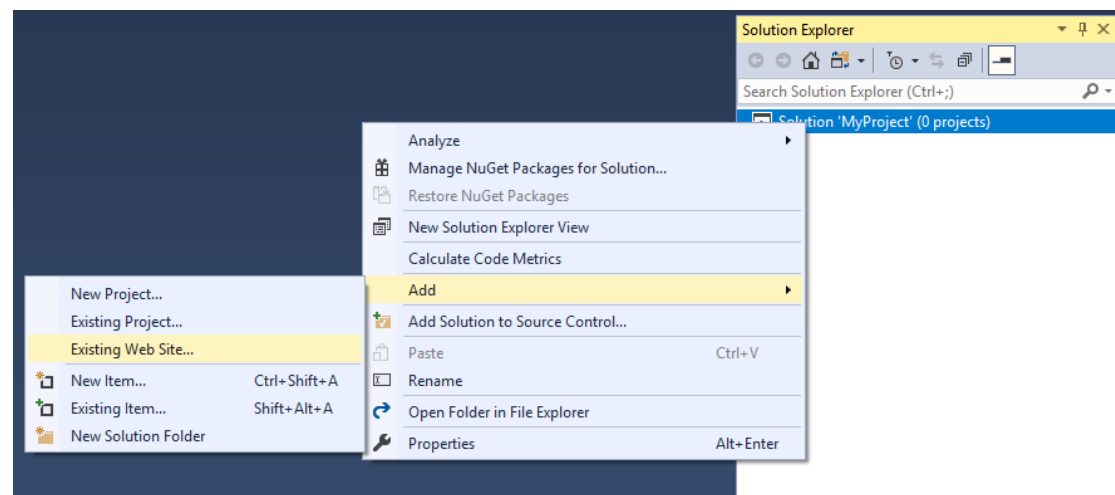 Solution Explorer
Search Solution Explorer (Ctrl+;)
Solution 'MyProject' (0 projects)
Analyze
Manage NuGet Packages for Solution...
Restore NuGet Packages
New Solution Explorer View
Calculate Code Metrics
Add
Add Solution to Source Control...
Paste Ctrl+V
Rename
Open Folder in File Explorer
Properties Alt+Enter
New Project...
Existing Project...
Existing Web Site...
New Item... Ctrl+Shift+A
Existing Item... Shift+Alt+A
New Solution Folder